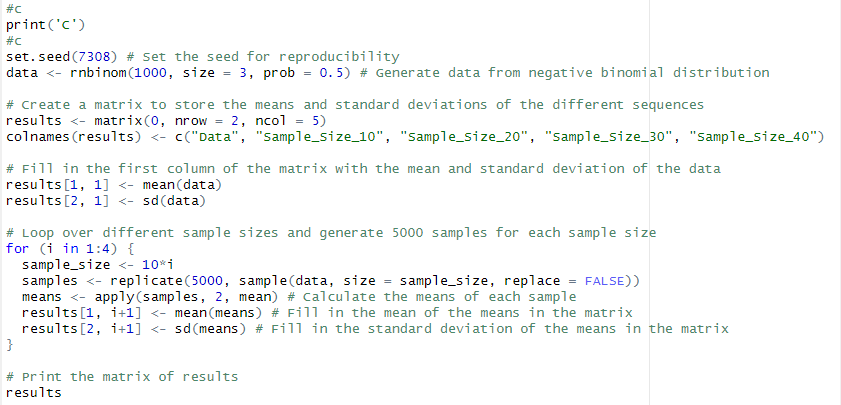 #c
print('C')
#c
set.seed(7308) # Set the seed for reproducibility
data <- rnbinom(1000, size = 3, prob = 0.5) # Generate data from negative binomial distribution

# Create a matrix to store the means and standard deviations of the different sequences
results <- matrix(0, nrow = 2, ncol = 5)
colnames(results) <- c("Data", "Sample_Size_10", "Sample_Size_20", "Sample_Size_30", "Sample_Size_40")

# Fill in the first column of the matrix with the mean and standard deviation of the data
results[1, 1] <- mean(data)
results[2, 1] <- sd(data)

# Loop over different sample sizes and generate 5000 samples for each sample size
for (i in 1:4) {
  sample_size <- 10*i
  samples <- replicate(5000, sample(data, size = sample_size, replace = FALSE))
  means <- apply(samples, 2, mean) # Calculate the means of each sample
  results[1, i+1] <- mean(means) # Fill in the mean of the means in the matrix
  results[2, i+1] <- sd(means) # Fill in the standard deviation of the means in the matrix
}

# Print the matrix of results
results